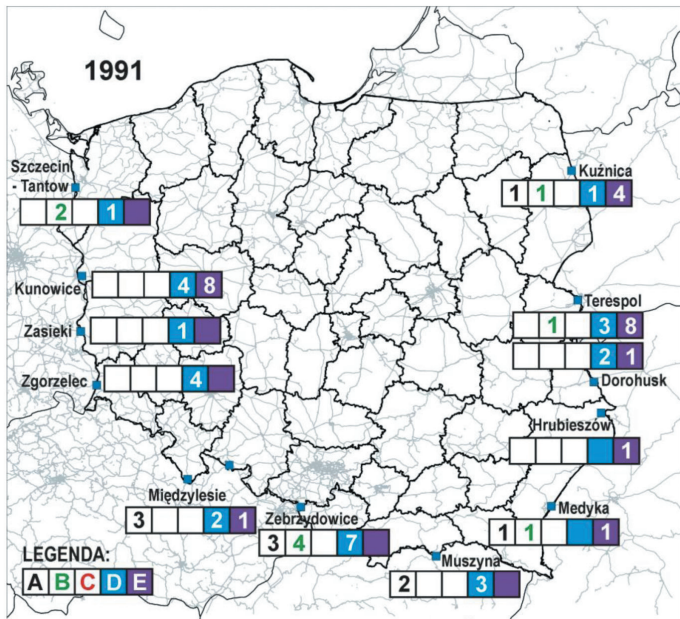 1991
Szczecin
- Tantow
2 1
Kuźnica
1 1 1 4
Kunowice
4 8
Terespol
1 3 8
Zasieki
1
2 1
Dorohusk
Zgorzelec
4
Hrubieszów
1
Międzylesie
3 2 1
Zebrzydowice
3 4 7
Medyka
1 1 1
Muszyna
2 3
LEGENDA:
A B C D E